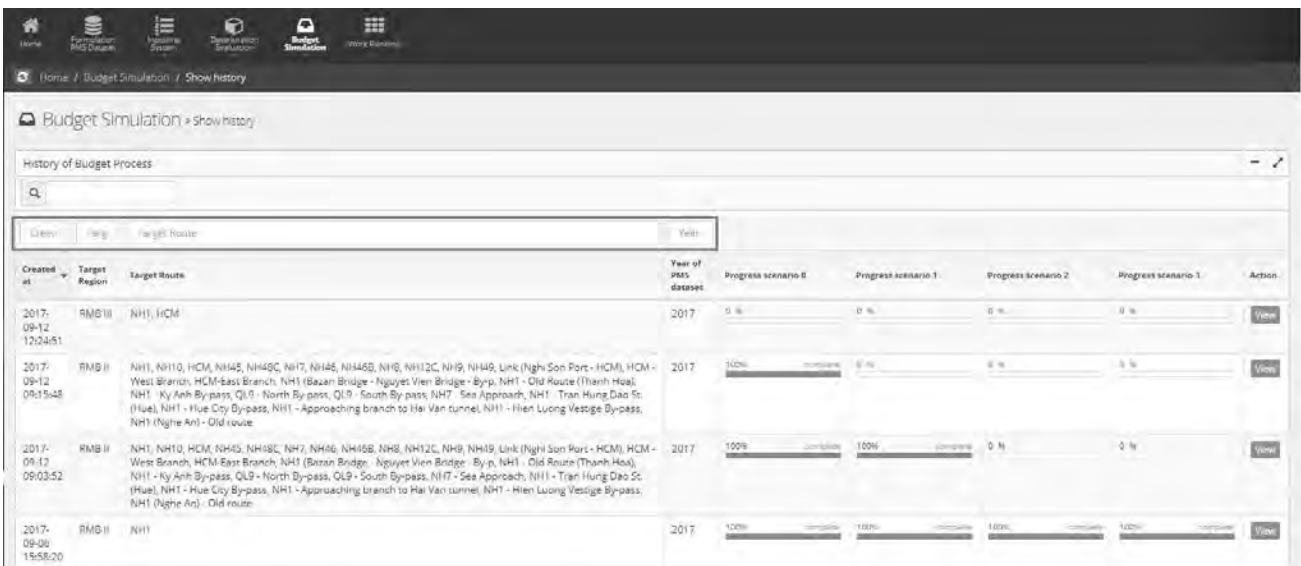 Home
Formulation PMS Dataset
Inputting System
Deterioration Evaluation
Budget Simulation
Work Planning
Home / Budget Simulation / Show history
Budget Simulation » Show history
History of Budget Process
Target Route
Year
Created at
Target Region
Target Route
Year of PMS dataset
Progress scenario 0
Progress scenario 1
Progress scenario 2
Progress scenario 3
Action
2017-09-12 12:24:51
RMB III
NH1, HCM
2017
0 %
0 %
0 %
0 %
View
2017-09-12 09:15:48
RMB II
NH1, NH10, HCM, NH45, NH48C, NH7, NH46, NH46B, NH8, NH12C, NH9, NH49, Link (Nghi Son Port - HCM), HCM -
West Branch, HCM-East Branch, NH1 (Bazan Bridge - Nguyet Vien Bridge - By-p, NH1 - Old Route (Thanh Hoa),
NH1 - Ky Anh By-pass, QL9 - North By-pass, QL9 - South By-pass, NH7 - Sea Approach, NH1 - Tran Hung Dao St.
(Hue), NH1 - Hue City By-pass, NH1 - Approaching branch to Hai Van tunnel, NH1 - Hien Luong Vestige By-pass,
NH1 (Nghe An) - Old route
2017
100% complete
0 %
0 %
0 %
View
2017-09-12 09:03:52
RMB II
NH1, NH10, HCM, NH45, NH48C, NH7, NH46, NH46B, NH8, NH12C, NH9, NH49, Link (Nghi Son Port - HCM), HCM -
West Branch, HCM-East Branch, NH1 (Bazan Bridge - Nguyet Vien Bridge - By-p, NH1 - Old Route (Thanh Hoa),
NH1 - Ky Anh By-pass, QL9 - North By-pass, QL9 - South By-pass, NH7 - Sea Approach, NH1 - Tran Hung Dao St.
(Hue), NH1 - Hue City By-pass, NH1 - Approaching branch to Hai Van tunnel, NH1 - Hien Luong Vestige By-pass,
NH1 (Nghe An) - Old route
2017
100% complete
100% complete
0 %
0 %
View
2017-09-06 15:58:20
RMB II
NH1
2017
100% complete
100% complete
100% complete
100% complete
View